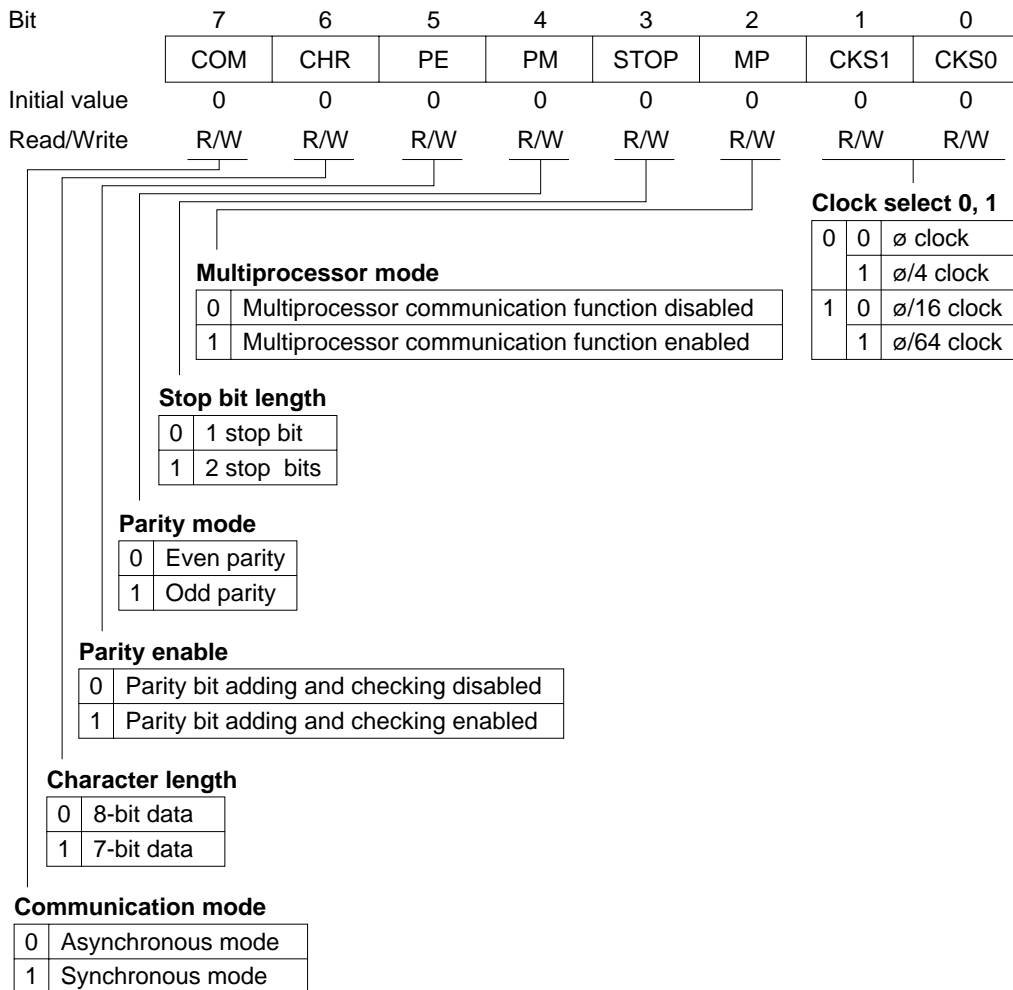 Bit 7 6 5 4 3 2 1 0
COM CHR PE PM STOP MP CKS1 CKS0
Initial value 0 0 0 0 0 0 0 0
Read/Write R/W R/W R/W R/W R/W R/W R/W R/W
Clock select 0, 1
0 0 ø clock
1 ø/4 clock
1 0 ø/16 clock
1 ø/64 clock
Multiprocessor mode
0 Multiprocessor communication function disabled
1 Multiprocessor communication function enabled
Stop bit length
0 1 stop bit
1 2 stop bits
Parity mode
0 Even parity
1 Odd parity
Parity enable
0 Parity bit adding and checking disabled
1 Parity bit adding and checking enabled
Character length
0 8-bit data
1 7-bit data
Communication mode
0 Asynchronous mode
1 Synchronous mode